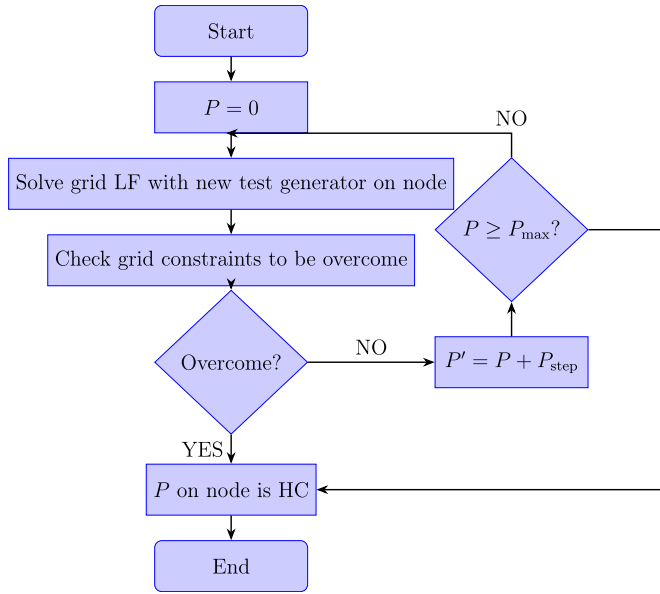 Start
P = 0
NO
Solve grid LF with new test generator on node
P ≥ P_max?
Check grid constraints to be overcome
Overcome?
NO
P′ = P + P_step
YES
P on node is HC
End